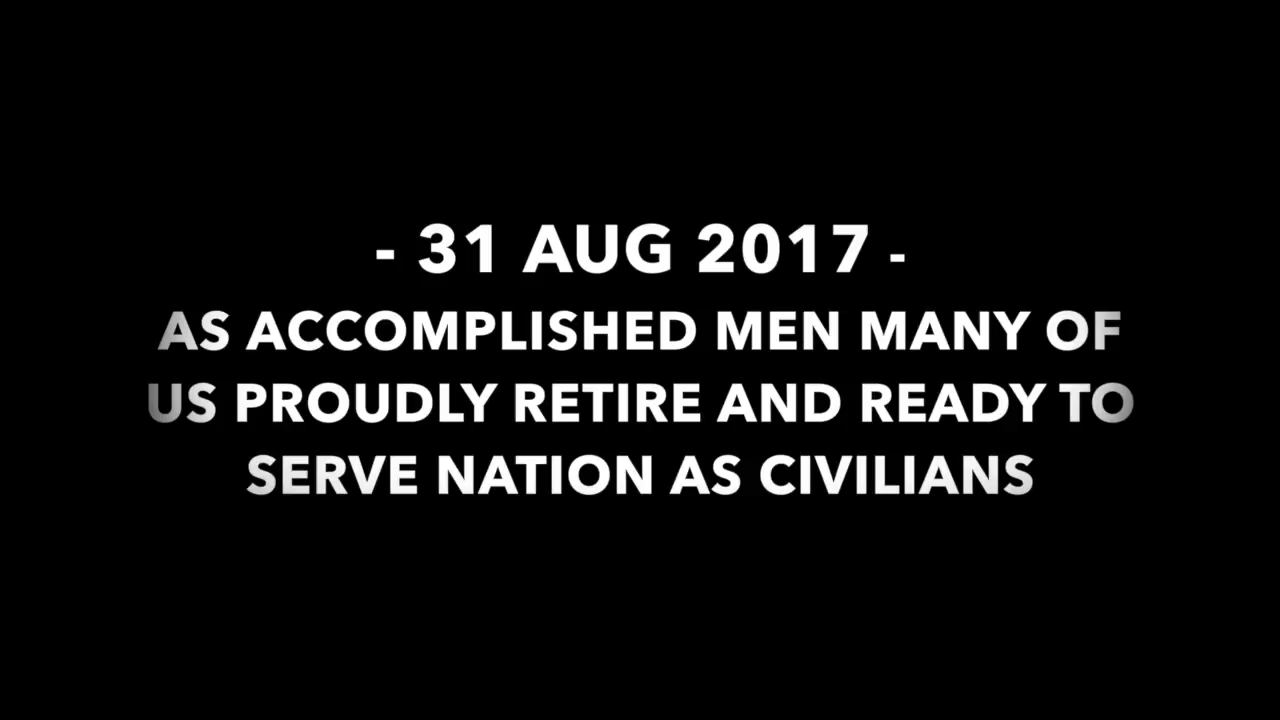 - 31 AUG 2017 -
AS ACCOMPLISHED MEN MANY OF
US PROUDLY RETIRE AND READY TO
SERVE NATION AS CIVILIANS